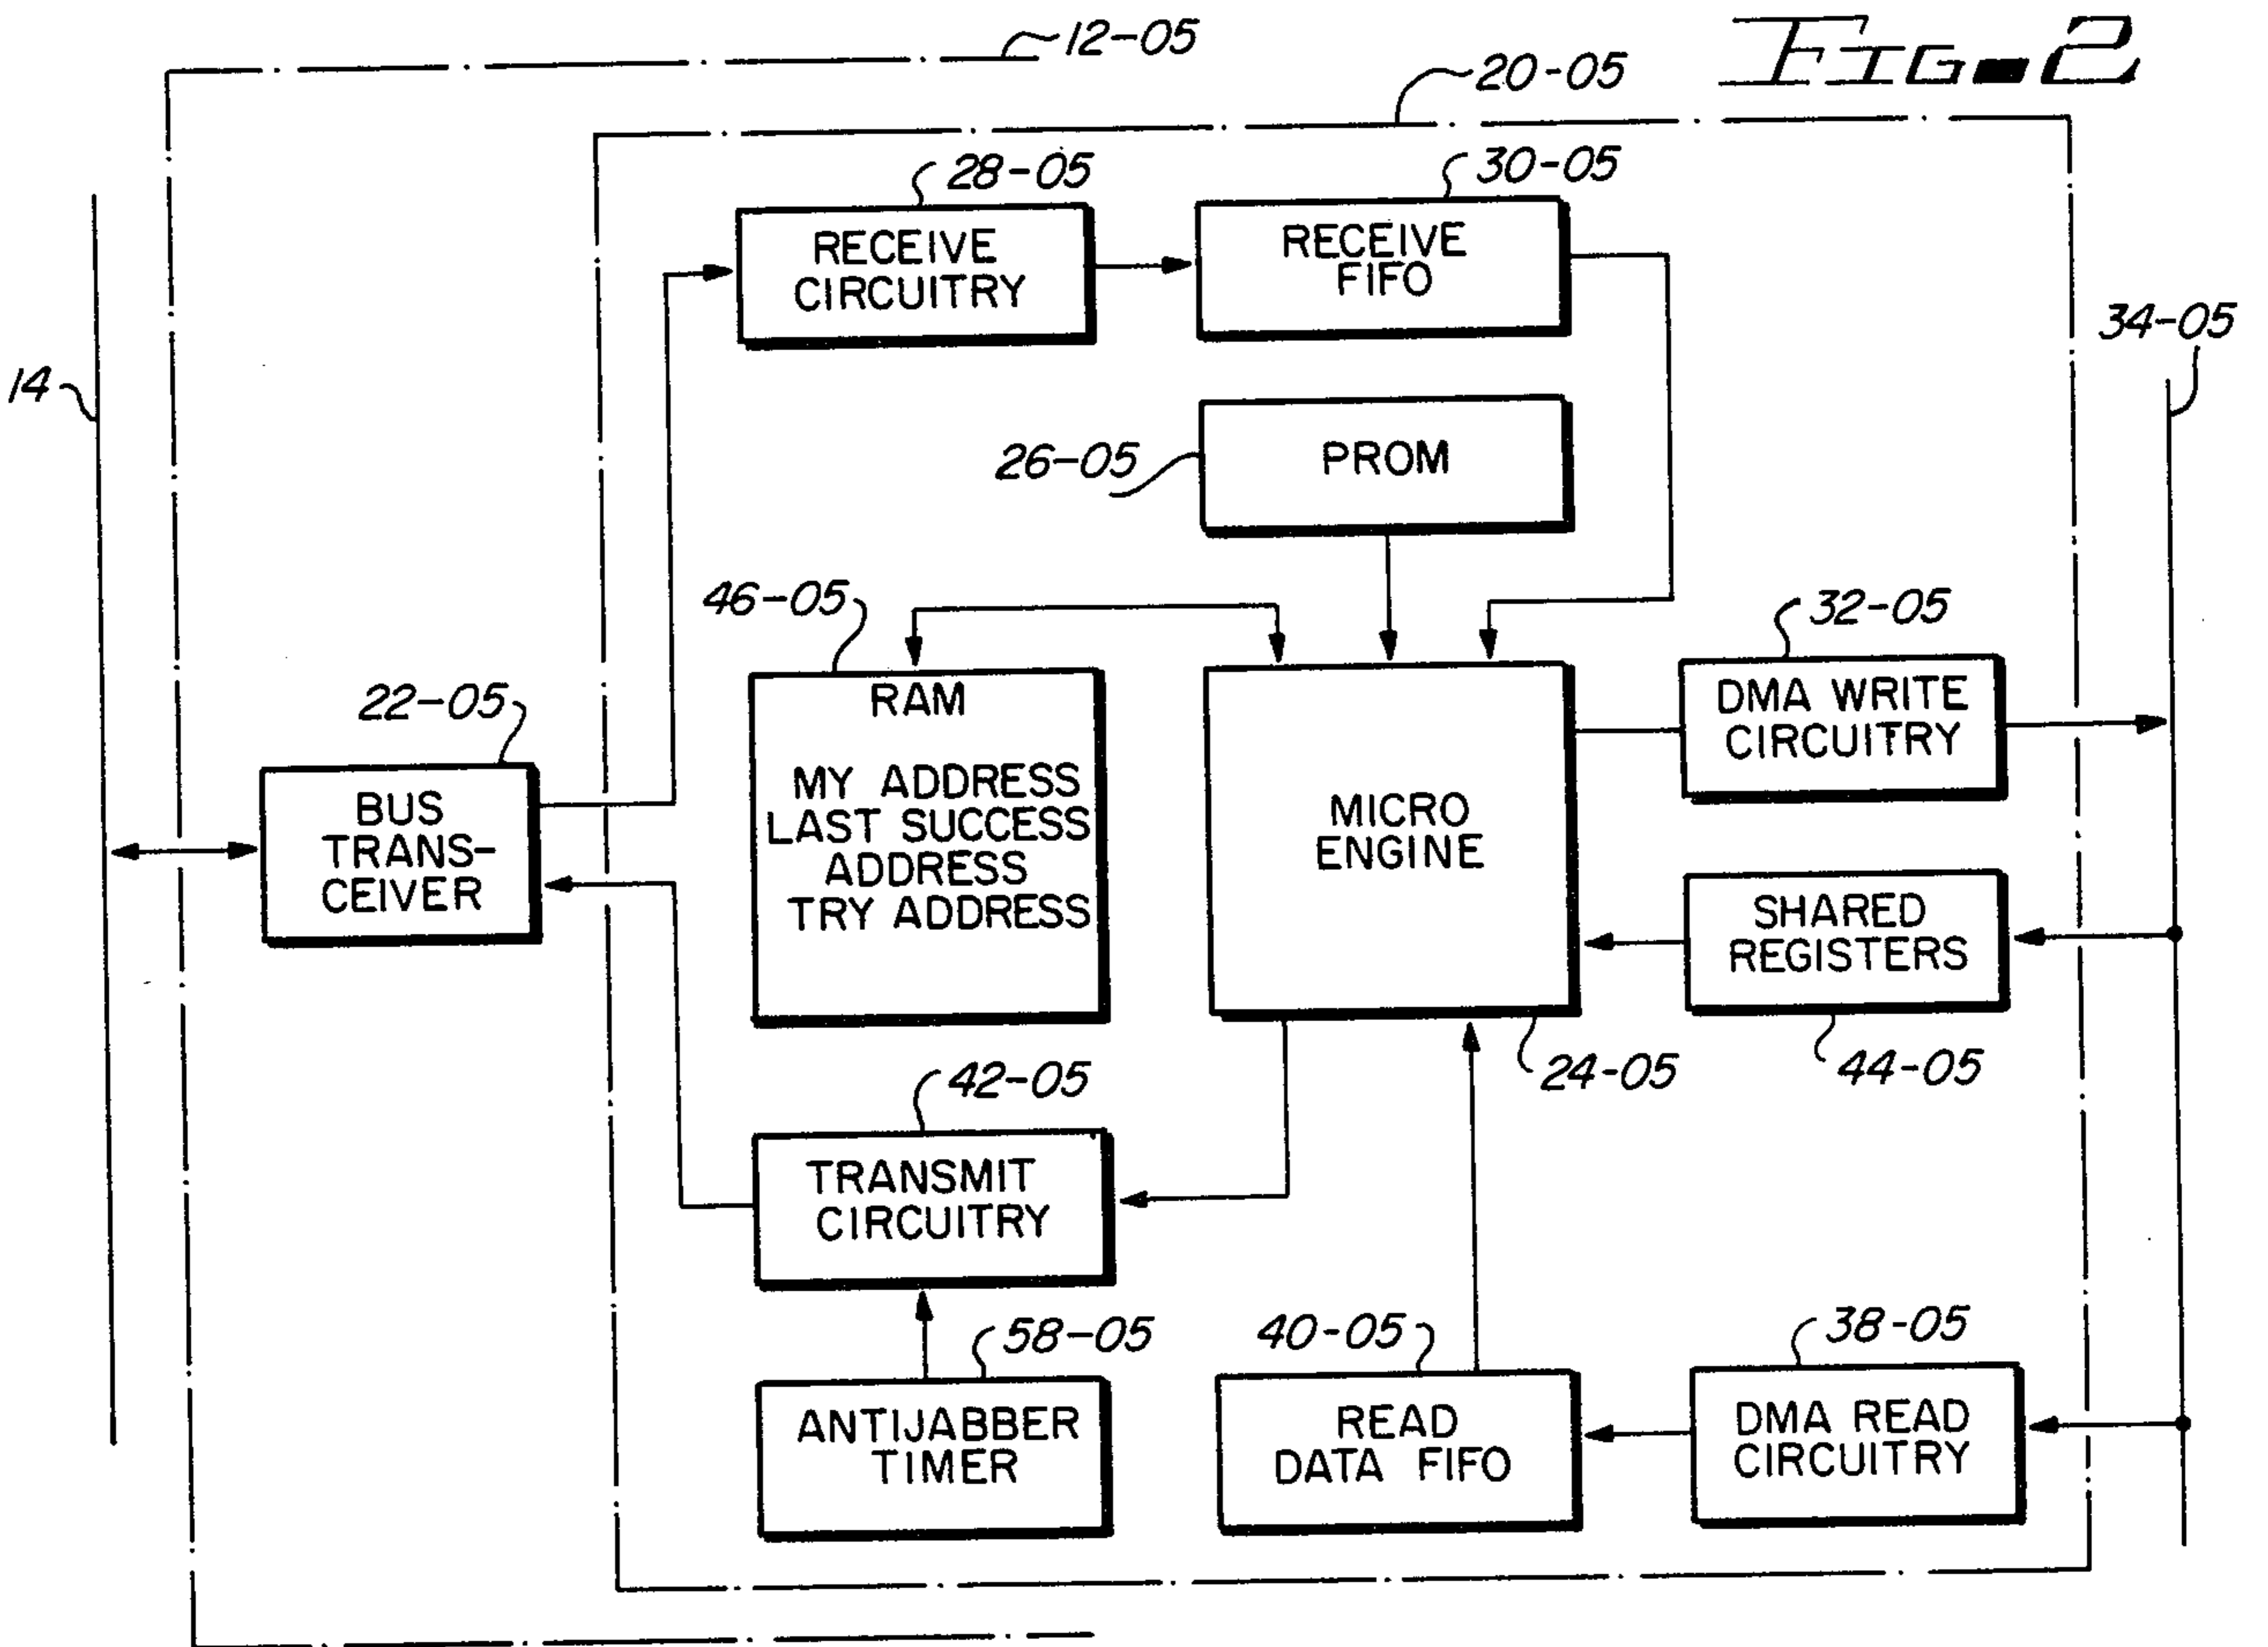 FIG-2
12-05
20-05
28-05
30-05
RECEIVE
CIRCUITRY
RECEIVE
FIFO
34-05
14
26-05
PROM
46-05
32-05
RAM
MY ADDRESS
LAST SUCCESS
ADDRESS
TRY ADDRESS
DMA WRITE
CIRCUITRY
22-05
BUS
TRANS-
CEIVER
MICRO
ENGINE
SHARED
REGISTERS
24-05
44-05
42-05
TRANSMIT
CIRCUITRY
58-05
40-05
38-05
ANTIJABBER
TIMER
READ
DATA FIFO
DMA READ
CIRCUITRY